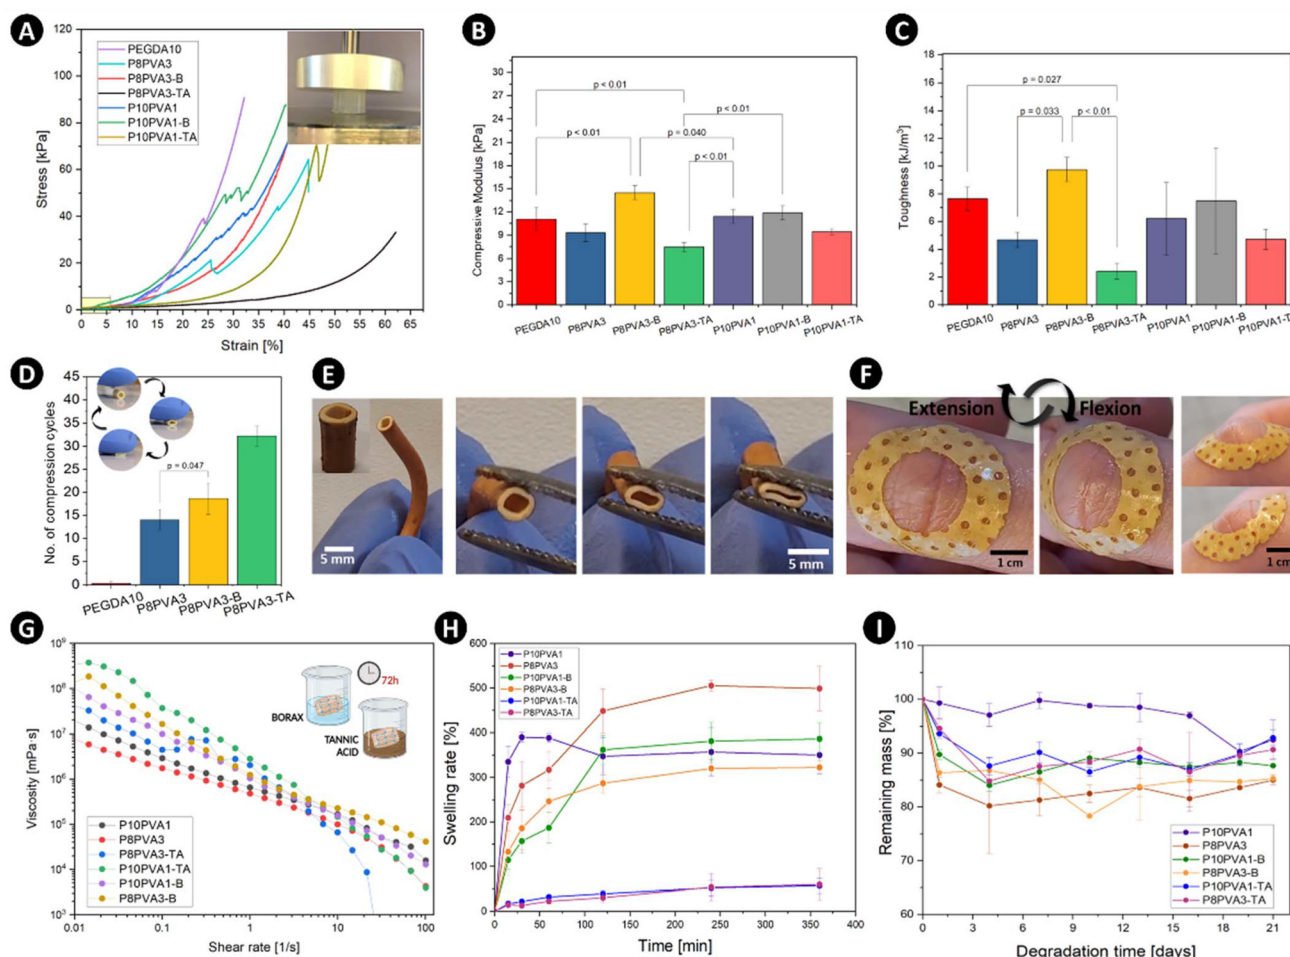 A
Stress [kPa]
120
100
80
60
40
20
0
PEGDA10
P8PVA3
P8PVA3-B
P8PVA3-TA
P10PVA1
P10PVA1-B
P10PVA1-TA
0 5 10 15 20 25 30 35 40 45 50 55 60 65
Strain [%]
B
Compressive Modulus [kPa]
30
27
24
21
18
15
12
9
6
3
0
p < 0.01
p < 0.01
p < 0.01
p = 0.040
p < 0.01
PEGDA10
P8PVA3
P8PVA3-B
P8PVA3-TA
P10PVA1
P10PVA1-B
P10PVA1-TA
C
Toughness [kJ/m³]
18
16
14
12
10
8
6
4
2
0
p = 0.027
p = 0.033
p < 0.01
PEGDA10
P8PVA3
P8PVA3-B
P8PVA3-TA
P10PVA1
P10PVA1-B
P10PVA1-TA
D
No. of compression cycles
45
40
35
30
25
20
15
10
5
0
p = 0.047
PEGDA10
P8PVA3
P8PVA3-B
P8PVA3-TA
E
5 mm
5 mm
F
Extension
Flexion
1 cm
1 cm
G
Viscosity [mPa·s]
10⁹
10⁸
10⁷
10⁶
10⁵
10⁴
10³
72h
BORAX
TANNIC
ACID
P10PVA1
P8PVA3
P8PVA3-TA
P10PVA1-TA
P10PVA1-B
P8PVA3-B
0.01 0.1 1 10 100
Shear rate [1/s]
H
Swelling rate [%]
600
500
400
300
200
100
0
P10PVA1
P8PVA3
P10PVA1-B
P8PVA3-B
P10PVA1-TA
P8PVA3-TA
0 60 120 180 240 300 360 420
Time [min]
I
Remaining mass [%]
110
100
90
80
70
60
P10PVA1
P8PVA3
P10PVA1-B
P8PVA3-B
P10PVA1-TA
P8PVA3-TA
0 3 6 9 12 15 18 21
Degradation time [days]